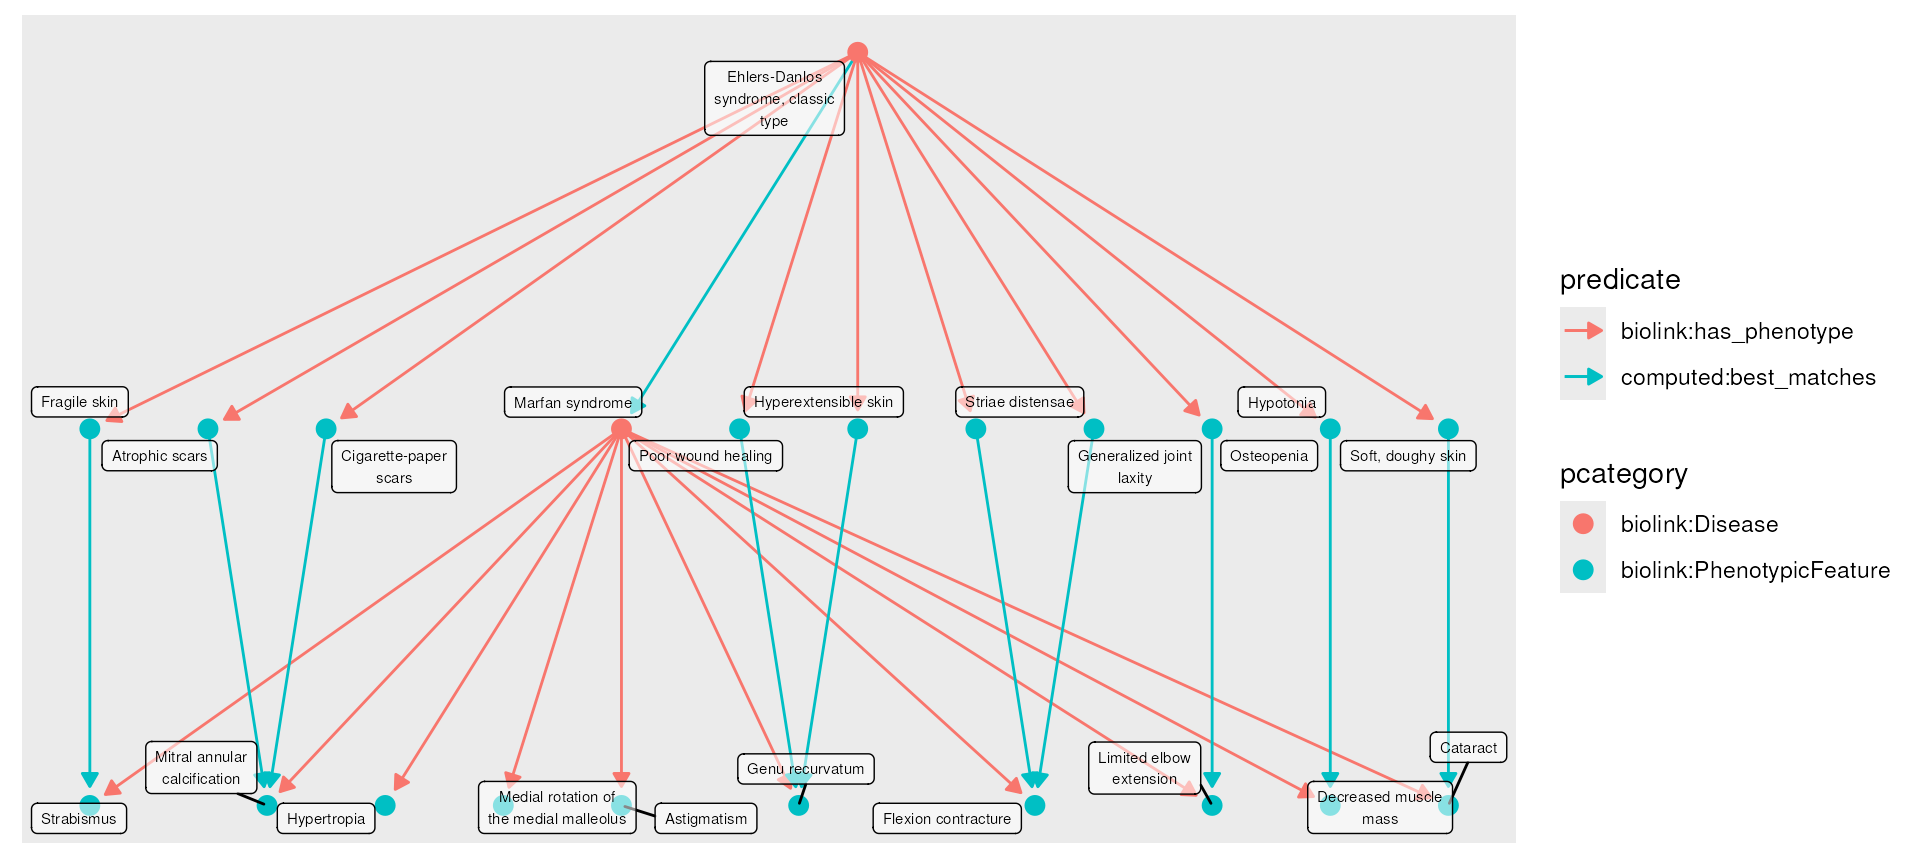 Ehlers-Danlos
syndrome, classic
type
Fragile skin
Marfan syndrome
Hyperextensible skin
Striae distensae
Hypotonia
Atrophic scars
Cigarette-paper
scars
Poor wound healing
Generalized joint
laxity
Osteopenia
Soft, doughy skin
Mitral annular
calcification
Genu recurvatum
Limited elbow
extension
Cataract
Strabismus
Hypertropia
Medial rotation of
the medial malleolus
Astigmatism
Flexion contracture
Decreased muscle
mass
predicate
biolink:has_phenotype
computed:best_matches
pcategory
biolink:Disease
biolink:PhenotypicFeature